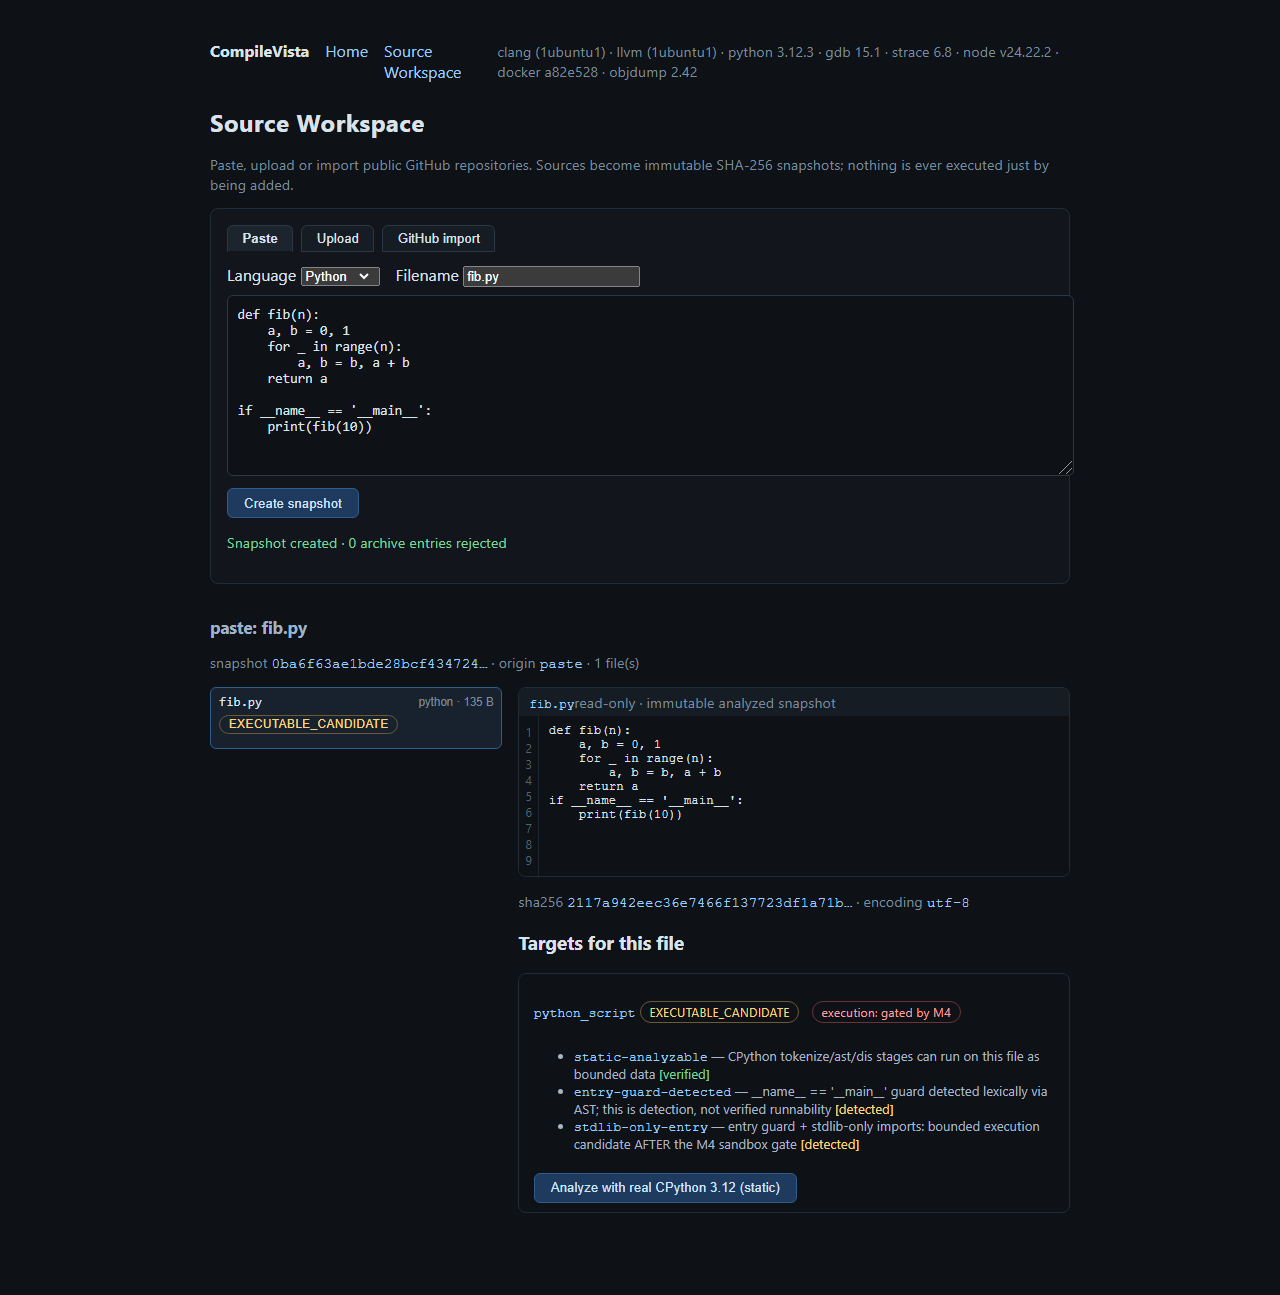 CompileVista Home Source Workspace
clang (1ubuntu1) · llvm (1ubuntu1) · python 3.12.3 · gdb 15.1 · strace 6.8 · node v24.22.2 ·
docker a82e528 · objdump 2.42
Source Workspace
Paste, upload or import public GitHub repositories. Sources become immutable SHA-256 snapshots; nothing is ever executed just by
being added.
Paste Upload GitHub import
Language Python Filename fib.py
def fib(n):
    a, b = 0, 1
    for _ in range(n):
        a, b = b, a + b
    return a
if __name__ == '__main__':
    print(fib(10))
Create snapshot
Snapshot created · 0 archive entries rejected
paste: fib.py
snapshot 0ba6f63ae1bde28bcf434724… · origin paste · 1 file(s)
fib.py python · 135 B
EXECUTABLE_CANDIDATE
fib.pyread-only · immutable analyzed snapshot
1 def fib(n):
2     a, b = 0, 1
3     for _ in range(n):
4         a, b = b, a + b
5     return a
6 if __name__ == '__main__':
7     print(fib(10))
8
9
sha256 2117a942eec36e7466f137723df1a71b… · encoding utf-8
Targets for this file
python_script EXECUTABLE_CANDIDATE execution: gated by M4
• static-analyzable — CPython tokenize/ast/dis stages can run on this file as
bounded data [verified]
• entry-guard-detected — __name__ == '__main__' guard detected lexically via
AST; this is detection, not verified runnability [detected]
• stdlib-only-entry — entry guard + stdlib-only imports: bounded execution
candidate AFTER the M4 sandbox gate [detected]
Analyze with real CPython 3.12 (static)